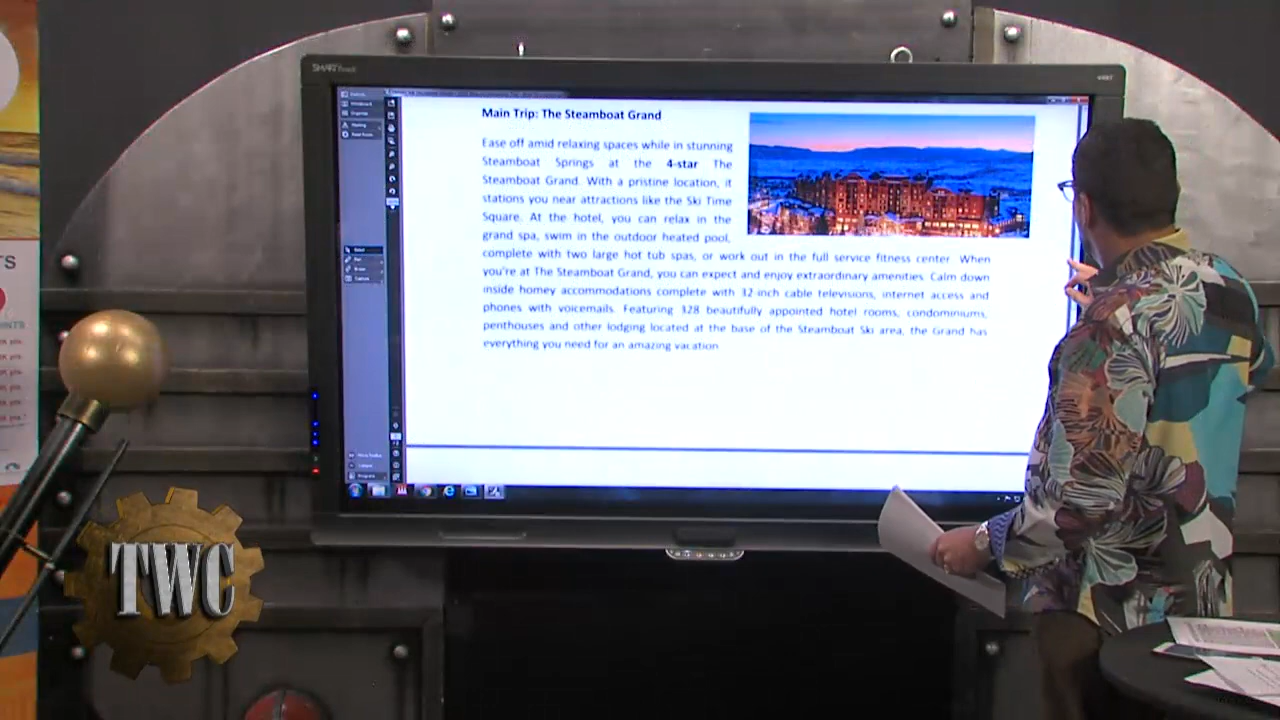 SMART
Main Trip: The Steamboat Grand
Ease off amid relaxing spaces while in stunning
Steamboat Springs at the 4-star The
Steamboat Grand. With a pristine location, it
stations you near attractions like the Ski Time
Square. At the hotel, you can relax in the
grand spa, swim in the outdoor heated pool,
complete with two large hot tub spas, or work out in the full service fitness center. When
you're at The Steamboat Grand, you can expect and enjoy extraordinary amenities. Calm down
inside homey accommodations complete with 32-inch cable televisions, internet access and
phones with voicemails. Featuring 328 beautifully appointed hotel rooms, condominiums,
penthouses and other lodging located at the base of the Steamboat Ski area, the Grand has
everything you need for an amazing vacation.
TWC